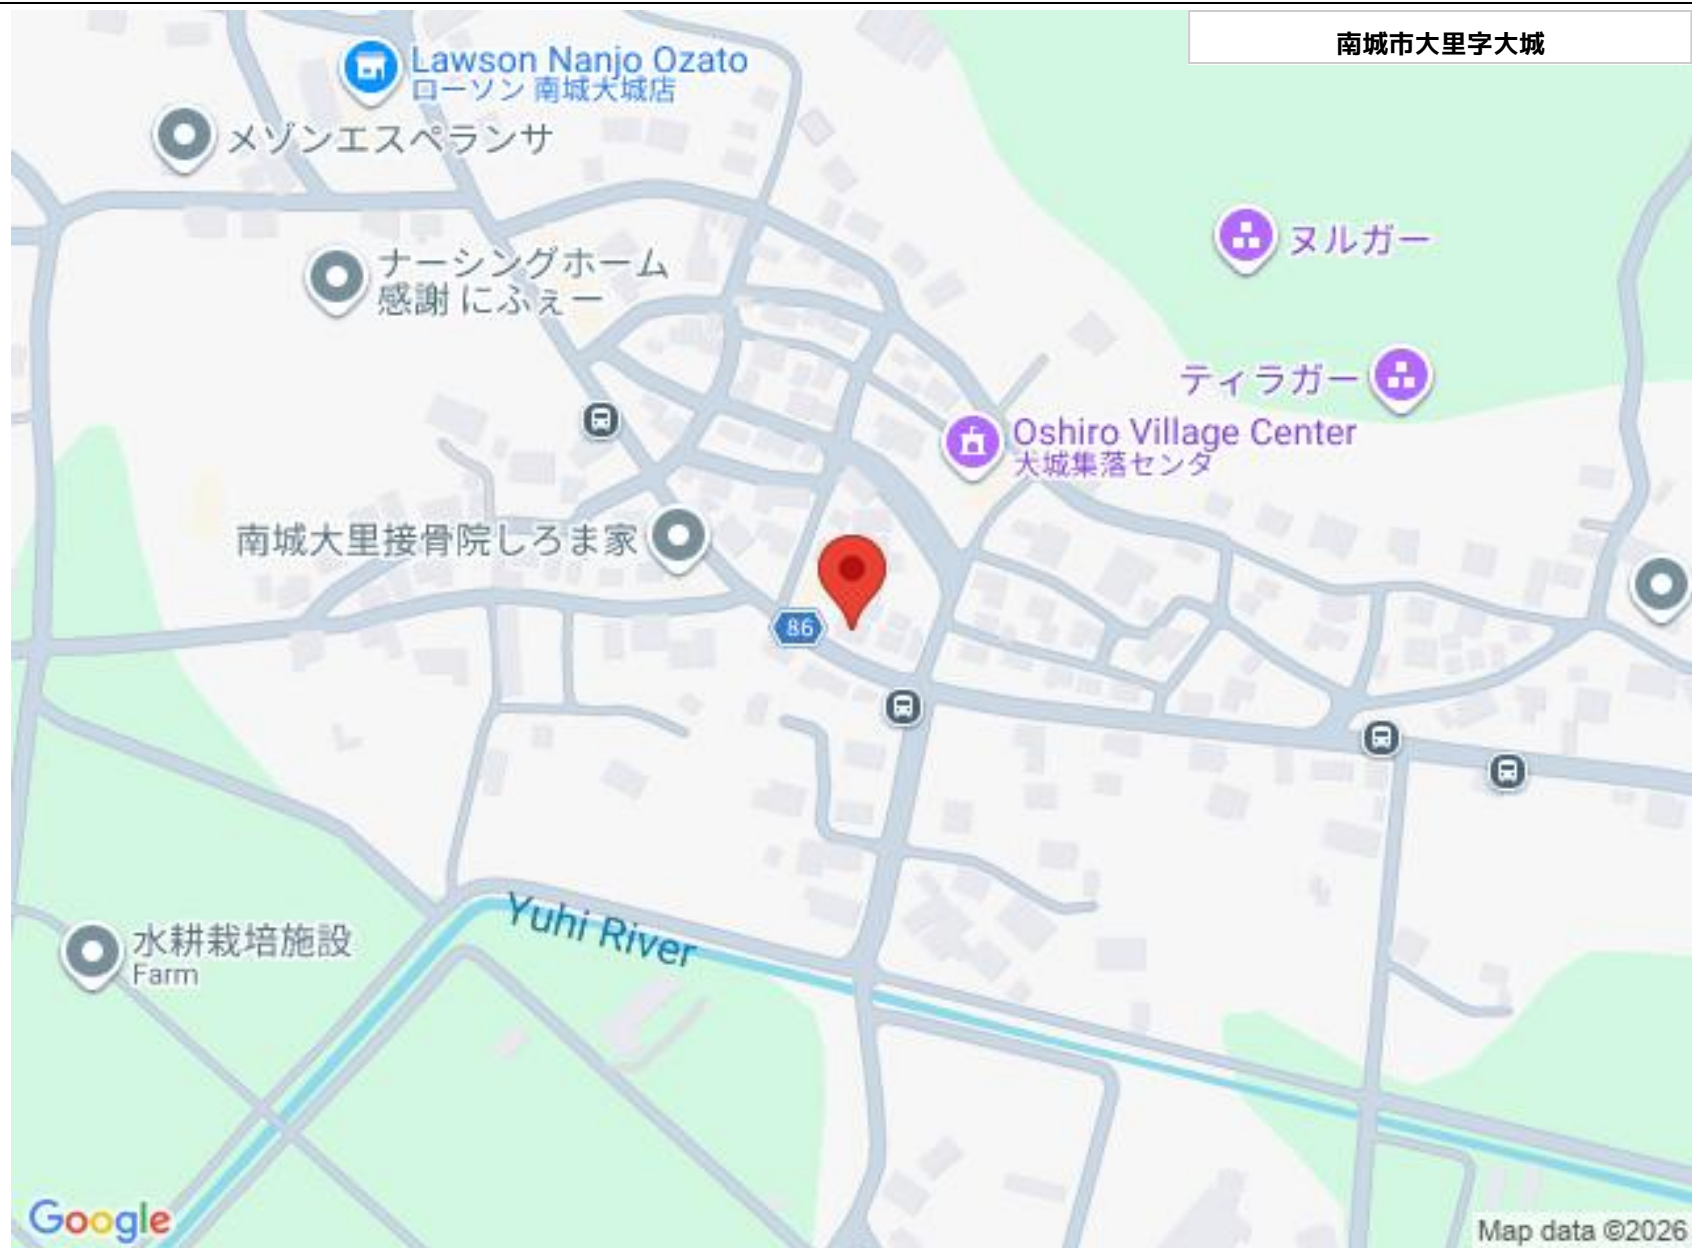 南城市大里字大城
Lawson Nanjo Ozato
ローソン 南城大城店
メゾンエスペランサ
ヌルガー
ナーシングホーム
感謝 にふぇー
ティラガー
Oshiro Village Center
大城集落センタ
南城大里接骨院しろま家
86
Yuhi River
水耕栽培施設
Farm
Google
Map data ©2026